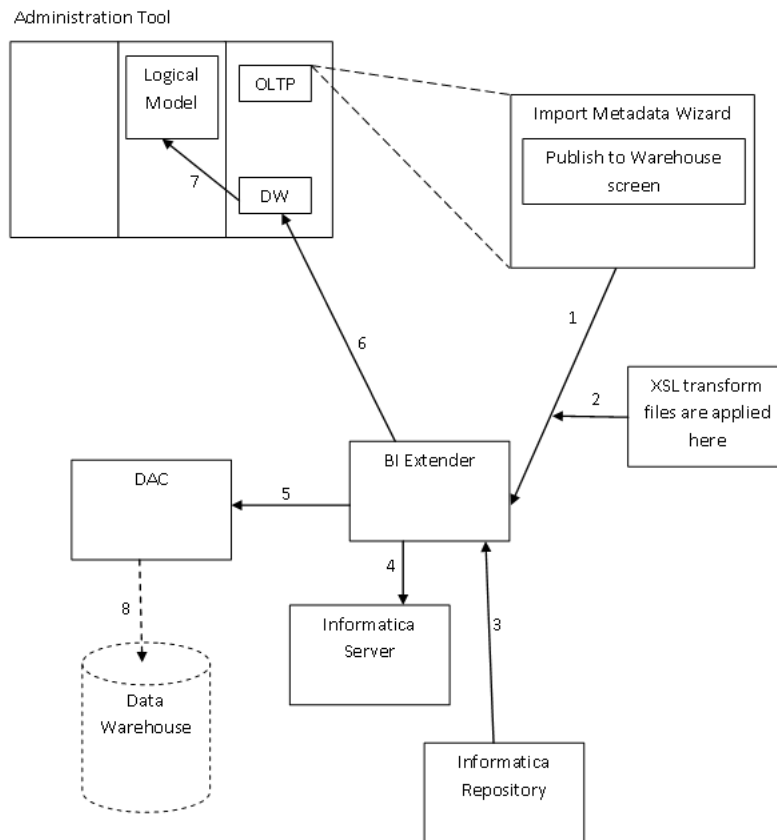 Administration Tool
Logical
Model
OLTP
Import Metadata Wizard
Publish to Warehouse
screen
7
DW
1
6
2
XSL transform
files are applied
here
BI Extender
DAC
5
4
8
3
Informatica
Server
Data
Warehouse
Informatica
Repository